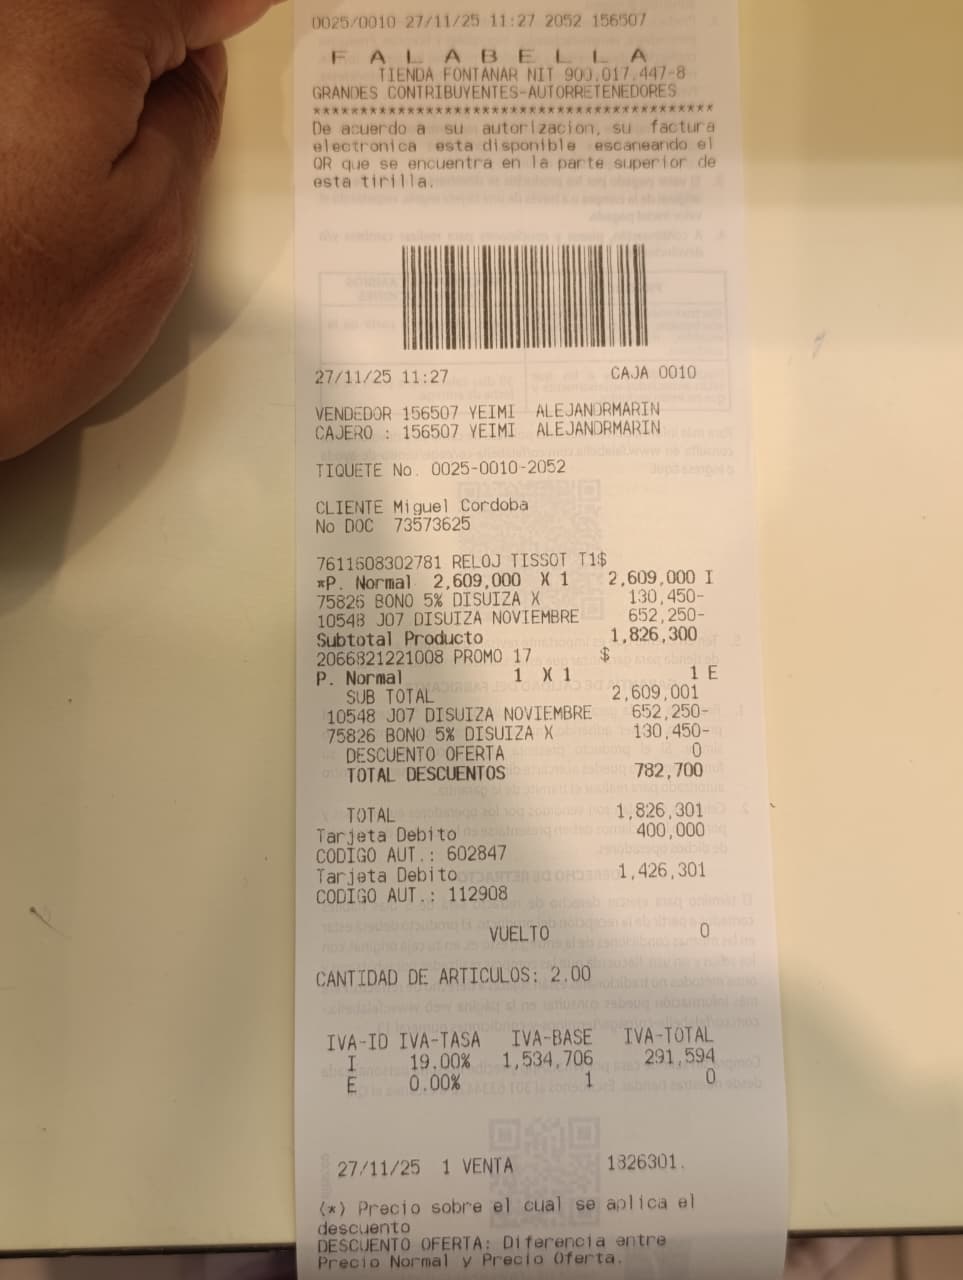 0025/0010 27/11/25 11:27 2052 156507
F A L A B E L L A
TIENDA FONTANAR NIT 900.017.447-8
GRANDES CONTRIBUYENTES-AUTORRETENEDORES
******************************************
De acuerdo a su autorizacion, su factura
electronica esta disponible escaneando el
QR que se encuentra en la parte superior de
esta tirilla.
27/11/25 11:27 CAJA 0010
VENDEDOR 156507 YEIMI ALEJANDRMARIN
CAJERO : 156507 YEIMI ALEJANDRMARIN
TIQUETE No. 0025-0010-2052
CLIENTE Miguel Cordoba
No DOC 73573625
7611608302781 RELOJ TISSOT T1$
*P. Normal 2,609,000 X 1 2,609,000 I
75826 BONO 5% DISUIZA X 130,450-
10548 J07 DISUIZA NOVIEMBRE 652,250-
Subtotal Producto 1,826,300
2066821221008 PROMO 17 $
P. Normal 1 X 1 1 E
SUB TOTAL 2,609,001
10548 J07 DISUIZA NOVIEMBRE 652,250-
75826 BONO 5% DISUIZA X 130,450-
DESCUENTO OFERTA 0
TOTAL DESCUENTOS 782,700
TOTAL 1,826,301
Tarjeta Debito 400,000
CODIGO AUT.: 602847
Tarjeta Debito 1,426,301
CODIGO AUT.: 112908
VUELTO 0
CANTIDAD DE ARTICULOS: 2.00
IVA-ID IVA-TASA IVA-BASE IVA-TOTAL
I 19.00% 1,534,706 291,594
E 0.00% 1 0
27/11/25 1 VENTA 1826301.
(*) Precio sobre el cual se aplica el
descuento
DESCUENTO OFERTA: Diferencia entre
Precio Normal y Precio Oferta.